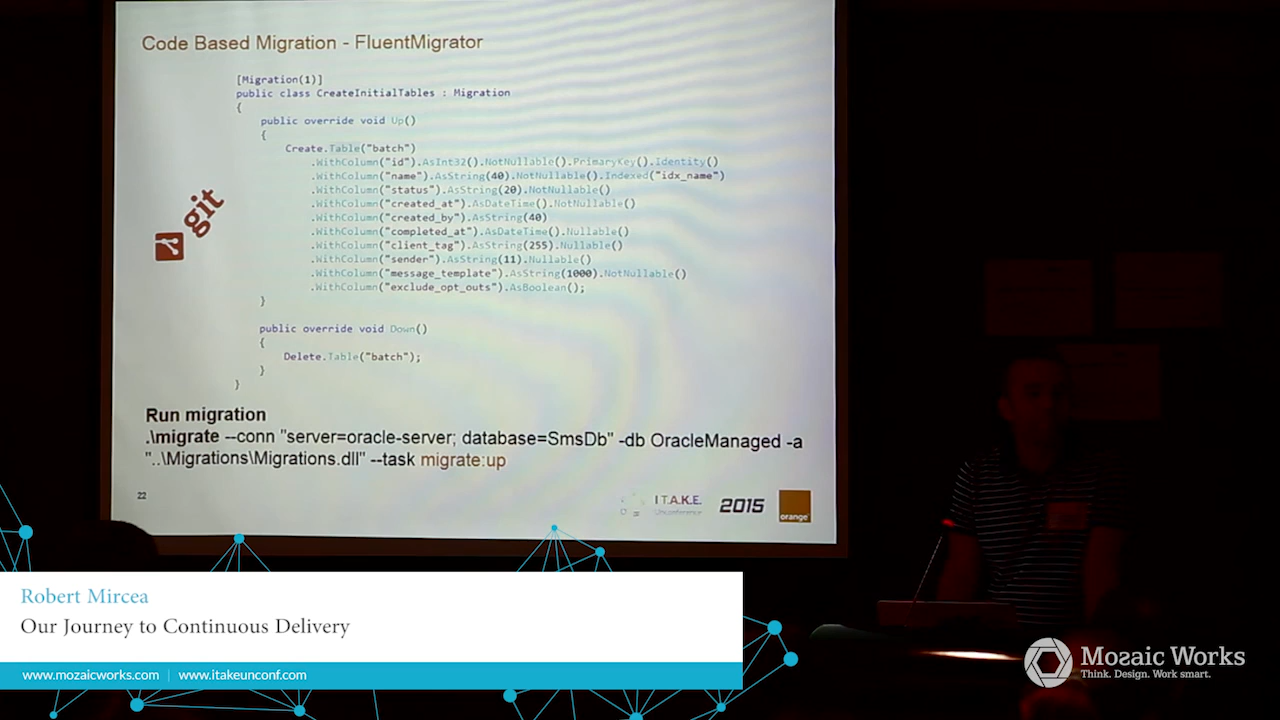 Code Based Migration - FluentMigrator
[Migration(1)]
public class CreateInitialTables : Migration
{
public override void Up()
{
Create.Table("batch")
.WithColumn("id").AsInt32().NotNullable().PrimaryKey().Identity()
.WithColumn("name").AsString(40).NotNullable().Indexed("idx_name")
.WithColumn("status").AsString(20).NotNullable()
.WithColumn("created_at").AsDateTime().NotNullable()
.WithColumn("created_by").AsString(40)
.WithColumn("completed_at").AsDateTime().Nullable()
.WithColumn("client_tag").AsString(255).Nullable()
.WithColumn("sender").AsString(11).Nullable()
.WithColumn("message_template").AsString(1000).NotNullable()
.WithColumn("exclude_opt_outs").AsBoolean();
}
public override void Down()
{
Delete.Table("batch");
}
}
git
Run migration
.\migrate --conn "server=oracle-server; database=SmsDb" -db OracleManaged -a
"..\Migrations\Migrations.dll" --task migrate:up
22
I.T.A.K.E.
Unconference
2015
orange
Robert Mircea
Our Journey to Continuous Delivery
www.mozaicworks.com | www.itakeunconf.com
Mozaic Works
Think. Design. Work smart.